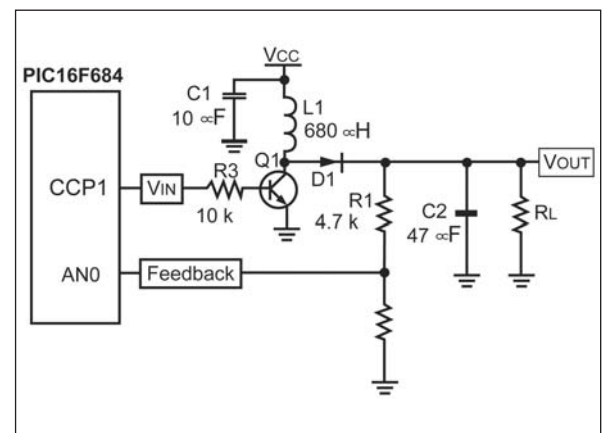 PIC16F684
VCC
C1
10 ∝F
L1
680 ∝H
Q1
D1
VOUT
CCP1
VIN
R3
10 k
R1
4.7 k
C2
47 ∝F
RL
AN0
Feedback